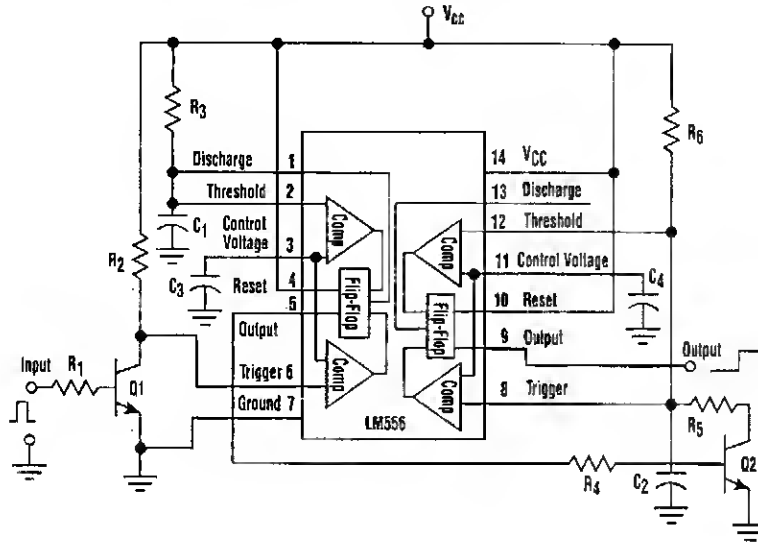 Vcc
R3
R6
Discharge 1
14 VCC
13 Discharge
Threshold 2
12 Threshold
C1
Control Voltage 3
Comp
Comp
11 Control Voltage
R2
C3
C4
Reset 4
10 Reset
5
Flip-Flop
Flip-Flop
9 Output
Output
Output
Input
R1
Q1
Trigger 6
Comp
Comp
8 Trigger
Ground 7
LM556
R5
R4
C2
Q2